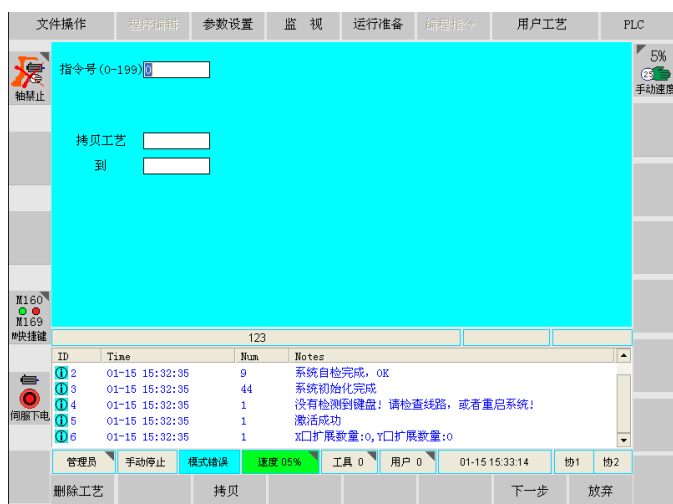 文件操作 程序编辑 参数设置 监 视 运行准备 编程指令 用户工艺 PLC
轴禁止
指令号(0-199) 0
5%
25
手动速度
拷贝工艺
到
M160
M169
M快捷键
123
ID Time Num Notes
2 01-15 15:32:35 9 系统自检完成, OK
3 01-15 15:32:35 44 系统初始化完成
4 01-15 15:32:35 1 没有检测到键盘! 请检查线路, 或者重启系统!
5 01-15 15:32:35 1 激活成功
6 01-15 15:32:35 1 X口扩展数量:0,Y口扩展数量:0
伺服下电
管理员 手动停止 模式错误 速度 05% 工具 0 用户 0 01-15 15:33:14 协1 协2
删除工艺 拷贝 下一步 放弃